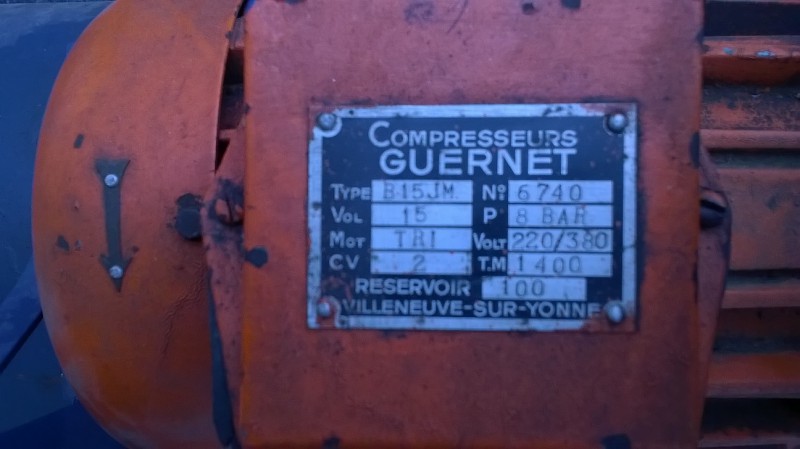 COMPRESSEURS
GUERNET
TYPE B15JM Nº: 6740
VOL 15 P 8 BAR
MOT TRI VOLT 220/380
CV 2 T.M 1400
RESERVOIR 100
VILLENEUVE-SUR-YONNE